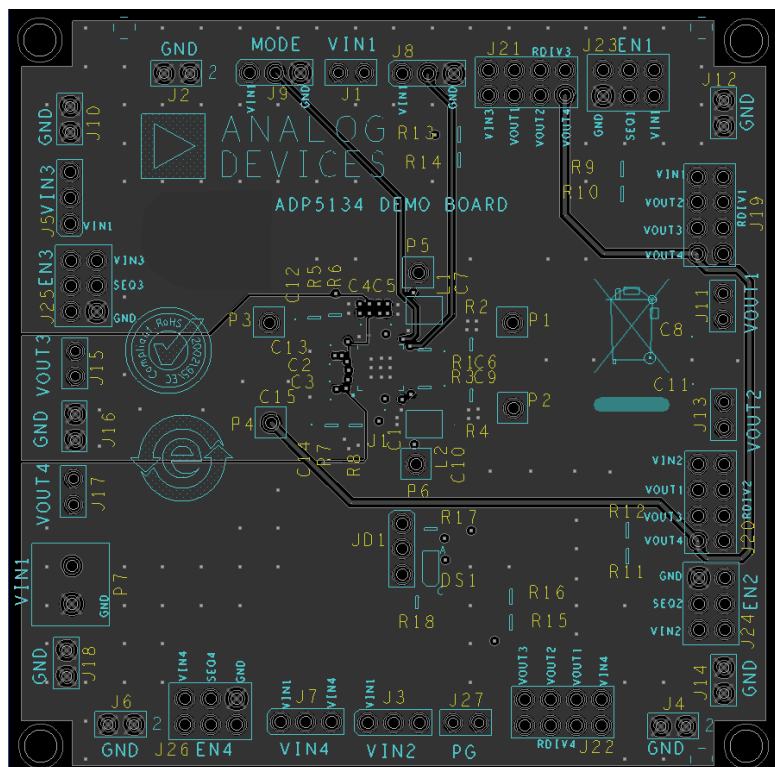 GND
2
J2
MODE
VIN1
GND
J9
VIN1
J1
J8
VIN1
GND
J21
RDIV3
VIN3
VOUT1
VOUT2
VOUT4
J23
EN1
GND
SEQ1
VIN1
J12
GND
GND
J10
ANALOG
DEVICES
R13
R14
R9
R10
ADP5134 DEMO BOARD
J5
VIN3
VIN1
VIN1
VOUT2
VOUT3
VOUT4
RDIV1
J19
EN3
J25
VIN3
SEQ3
GND
P5
C12
R5
R6
C4
C5
L1
C7
R2
P3
P1
C8
J11
VOUT1
Compliant RoHS
2002/95/EC
C13
C2
C3
R1
C6
R3
C9
VOUT3
J15
C15
P4
P2
R4
C11
J13
VOUT2
GND
J16
e
J1
C1
C14
R7
R8
L2
C10
P6
VOUT4
J17
VIN2
VOUT1
VOUT3
VOUT4
RDIV2
J20
JD1
R17
A
C
DS1
R18
R12
R11
R16
R15
VIN1
P7
GND
GND
SEQ2
VIN2
EN2
J24
GND
J18
J14
GND
J6
2
GND
VIN4
SEQ4
GND
J26
EN4
VIN1
J7
VIN4
VIN4
VIN1
J3
VIN2
J27
PG
VOUT3
VOUT2
VOUT1
VIN4
RDIV4
J22
J4
2
GND